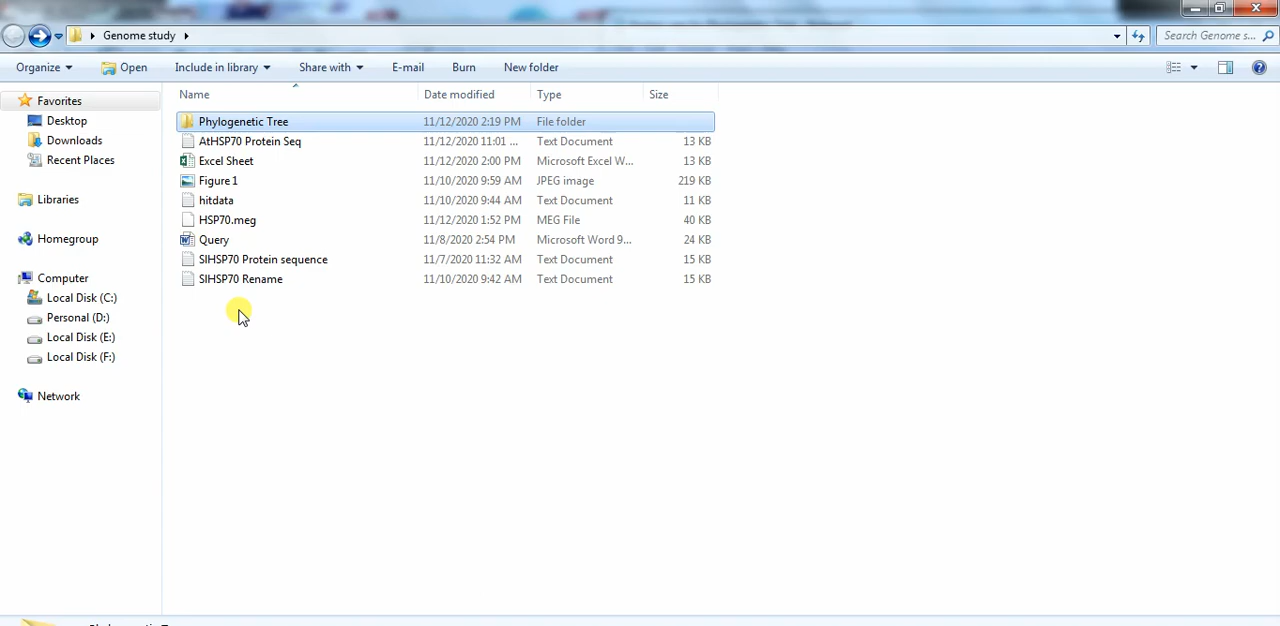 Genome study
Search Genome s...
Organize Open Include in library Share with E-mail Burn New folder
Name Date modified Type Size
Favorites
Desktop
Downloads
Recent Places
Libraries
Homegroup
Computer
Local Disk (C:)
Personal (D:)
Local Disk (E:)
Local Disk (F:)
Network
Phylogenetic Tree 11/12/2020 2:19 PM File folder
AtHSP70 Protein Seq 11/12/2020 11:01 ... Text Document 13 KB
Excel Sheet 11/12/2020 2:00 PM Microsoft Excel W... 13 KB
Figure 1 11/10/2020 9:59 AM JPEG image 219 KB
hitdata 11/10/2020 9:44 AM Text Document 11 KB
HSP70.meg 11/12/2020 1:52 PM MEG File 40 KB
Query 11/8/2020 2:54 PM Microsoft Word 9... 24 KB
SlHSP70 Protein sequence 11/7/2020 11:32 AM Text Document 15 KB
SlHSP70 Rename 11/10/2020 9:42 AM Text Document 15 KB